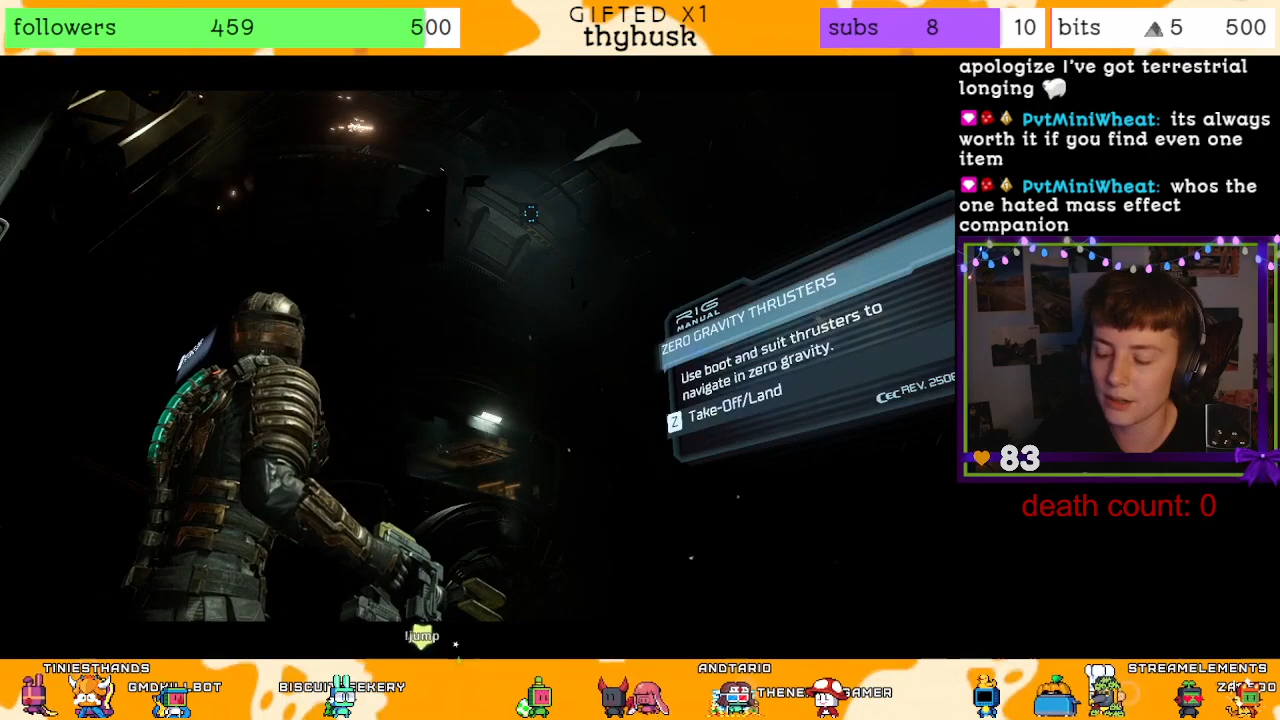 followers 459 500
GIFTED X1
thyhusk
subs 8 10
bits 5 500
apologize I've got terrestrial
longing
PvtMiniWheat: its always
worth it if you find even one
item
PvtMiniWheat: whos the
one hated mass effect
companion
RIG
MANUAL
ZERO GRAVITY THRUSTERS
Use boot and suit thrusters to
navigate in zero gravity.
Z Take-Off/Land
CEC REV. 2506
83
death count: 0
!jump
TINIESTHANDS
GMDKILLBOT
ANDTARIO
STREAMELEMENTS